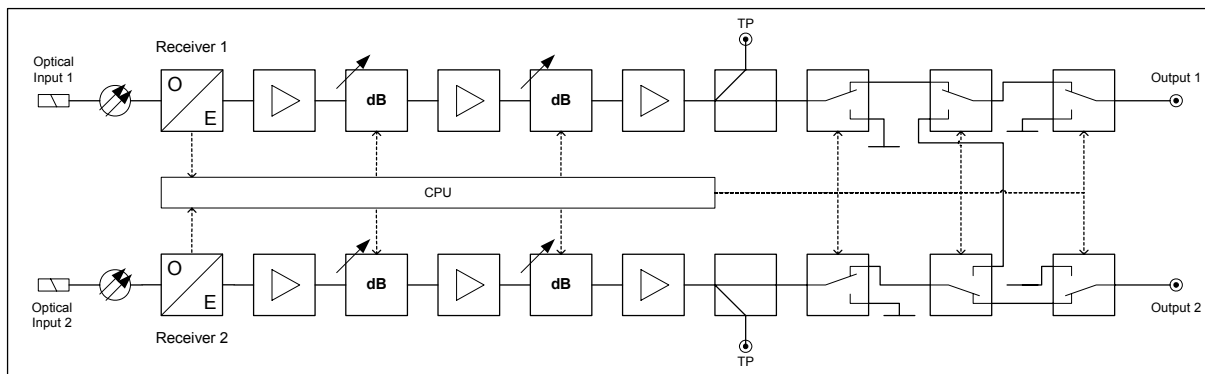 TP
Receiver 1
Optical
Input 1
O
E
dB
dB
Output 1
CPU
O
E
dB
dB
Optical
Input 2
Output 2
Receiver 2
TP